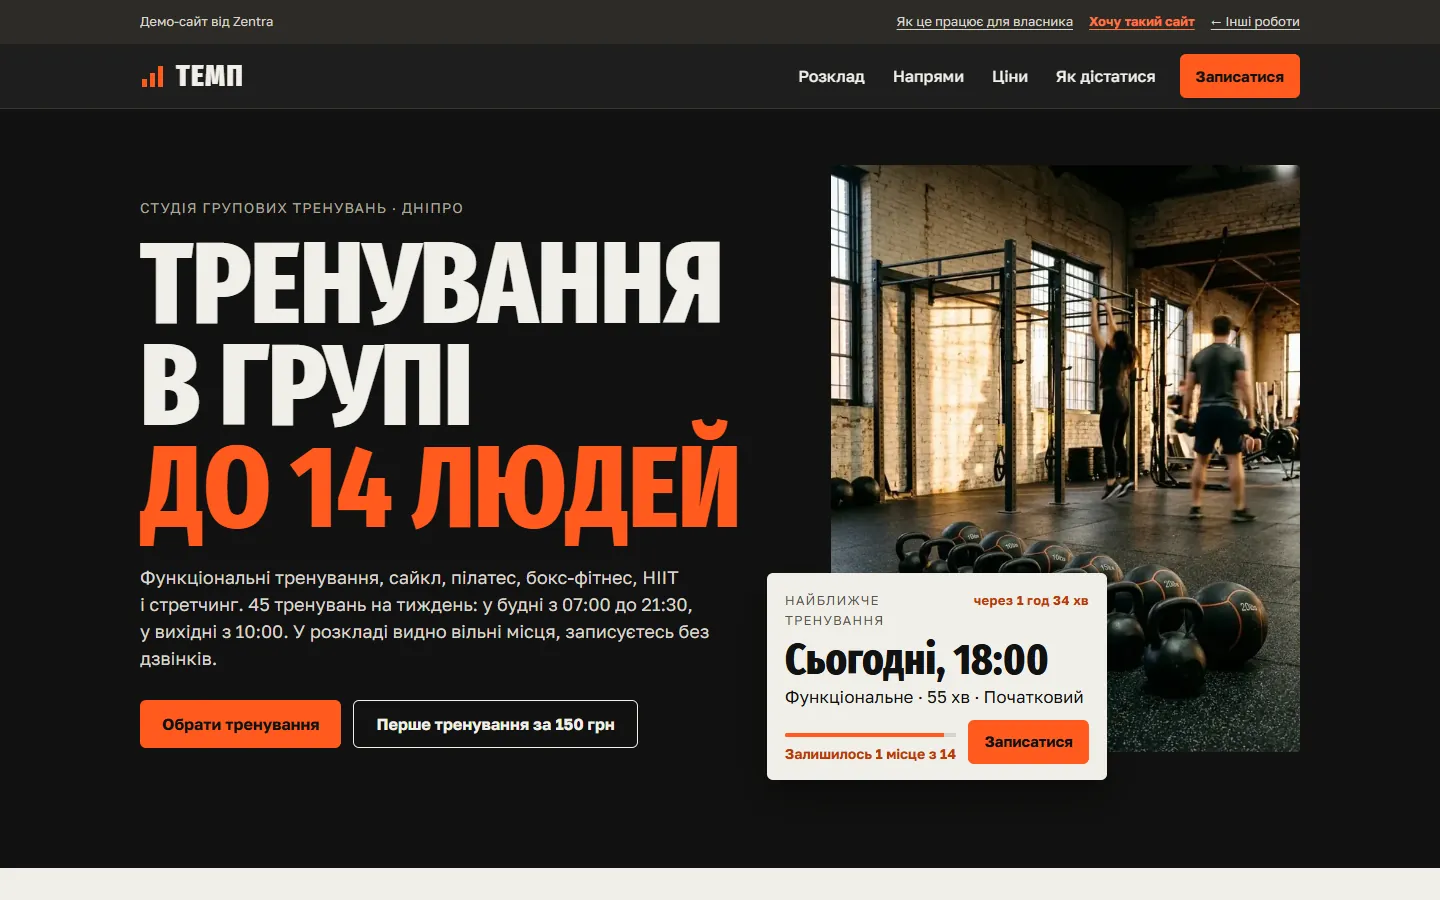 Демо-сайт від Zentra
Як це працює для власника
Хочу такий сайт
← Інші роботи
ТЕМП
Розклад
Напрями
Ціни
Як дістатися
Записатися
СТУДІЯ ГРУПОВИХ ТРЕНУВАНЬ · ДНІПРО
ТРЕНУВАННЯ
В ГРУПІ
ДО 14 ЛЮДЕЙ
Функціональні тренування, сайкл, пілатес, бокс-фітнес, HIIT
і стретчинг. 45 тренувань на тиждень: у будні з 07:00 до 21:30,
у вихідні з 10:00. У розкладі видно вільні місця, записуєтесь без
дзвінків.
Обрати тренування
Перше тренування за 150 грн
НАЙБЛИЖЧЕ
ТРЕНУВАННЯ
через 1 год 34 хв
Сьогодні, 18:00
Функціональне · 55 хв · Початковий
Залишилось 1 місце з 14
Записатися